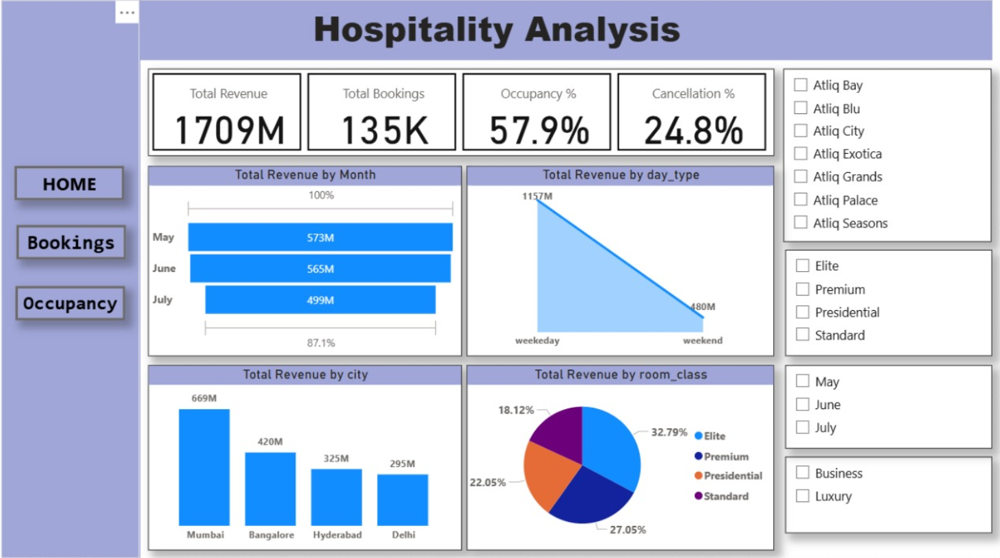 ...
Hospitality Analysis
HOME
Bookings
Occupancy
Total Revenue
1709M
Total Bookings
135K
Occupancy %
57.9%
Cancellation %
24.8%
Total Revenue by Month
100%
May
573M
June
565M
July
499M
87.1%
Total Revenue by day_type
1157M
480M
weekeday
weekend
Total Revenue by city
669M
420M
325M
295M
Mumbai
Bangalore
Hyderabad
Delhi
Total Revenue by room_class
18.12%
32.79%
22.05%
27.05%
Elite
Premium
Presidential
Standard
Atliq Bay
Atliq Blu
Atliq City
Atliq Exotica
Atliq Grands
Atliq Palace
Atliq Seasons
Elite
Premium
Presidential
Standard
May
June
July
Business
Luxury